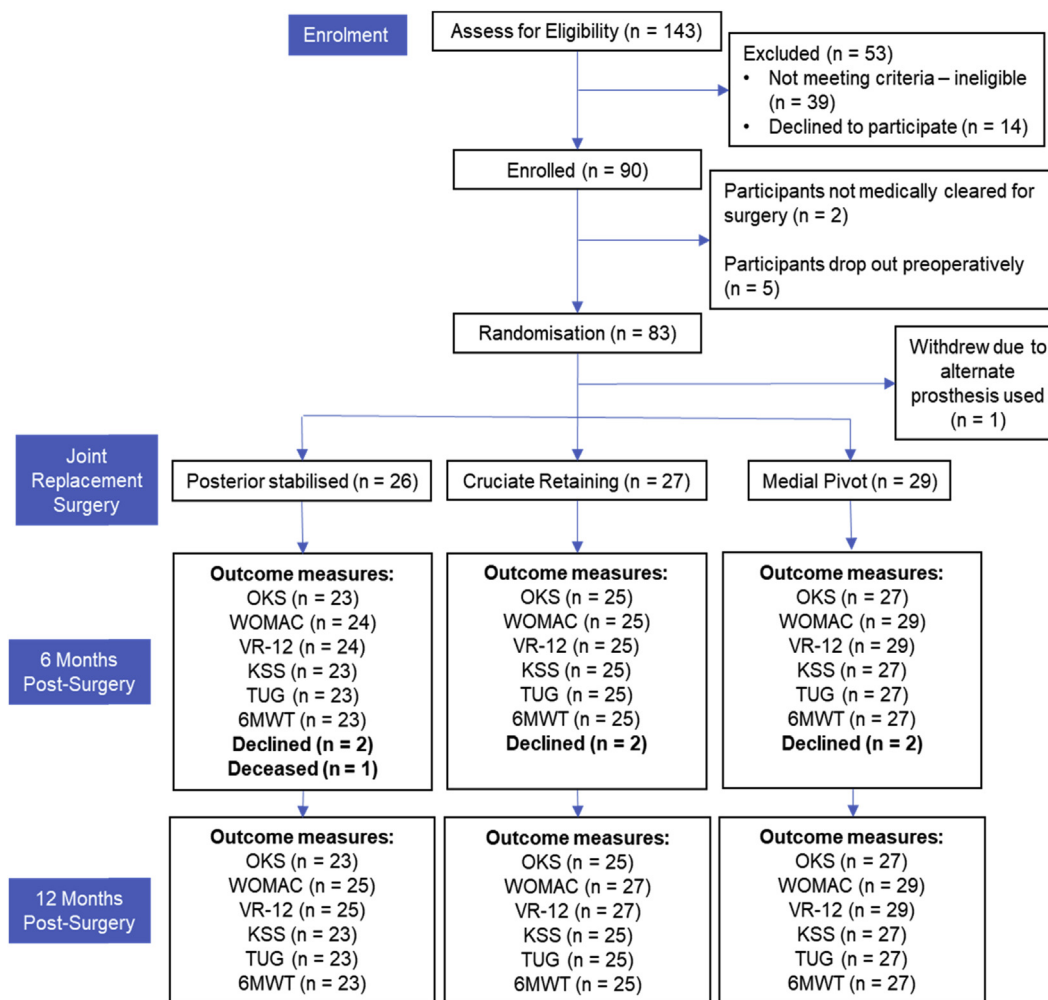 Enrolment
Assess for Eligibility (n = 143)
Excluded (n = 53)
• Not meeting criteria – ineligible
(n = 39)
• Declined to participate (n = 14)
Enrolled (n = 90)
Participants not medically cleared for
surgery (n = 2)
Participants drop out preoperatively
(n = 5)
Randomisation (n = 83)
Withdrew due to
alternate
prosthesis used
(n = 1)
Joint
Replacement
Surgery
Posterior stabilised (n = 26)
Cruciate Retaining (n = 27)
Medial Pivot (n = 29)
6 Months
Post-Surgery
Outcome measures:
OKS (n = 23)
WOMAC (n = 24)
VR-12 (n = 24)
KSS (n = 23)
TUG (n = 23)
6MWT (n = 23)
Declined (n = 2)
Deceased (n = 1)
Outcome measures:
OKS (n = 25)
WOMAC (n = 25)
VR-12 (n = 25)
KSS (n = 25)
TUG (n = 25)
6MWT (n = 25)
Declined (n = 2)
Outcome measures:
OKS (n = 27)
WOMAC (n = 29)
VR-12 (n = 29)
KSS (n = 27)
TUG (n = 27)
6MWT (n = 27)
Declined (n = 2)
12 Months
Post-Surgery
Outcome measures:
OKS (n = 23)
WOMAC (n = 25)
VR-12 (n = 25)
KSS (n = 23)
TUG (n = 23)
6MWT (n = 23)
Outcome measures:
OKS (n = 25)
WOMAC (n = 27)
VR-12 (n = 27)
KSS (n = 25)
TUG (n = 25)
6MWT (n = 25)
Outcome measures:
OKS (n = 27)
WOMAC (n = 29)
VR-12 (n = 29)
KSS (n = 27)
TUG (n = 27)
6MWT (n = 27)